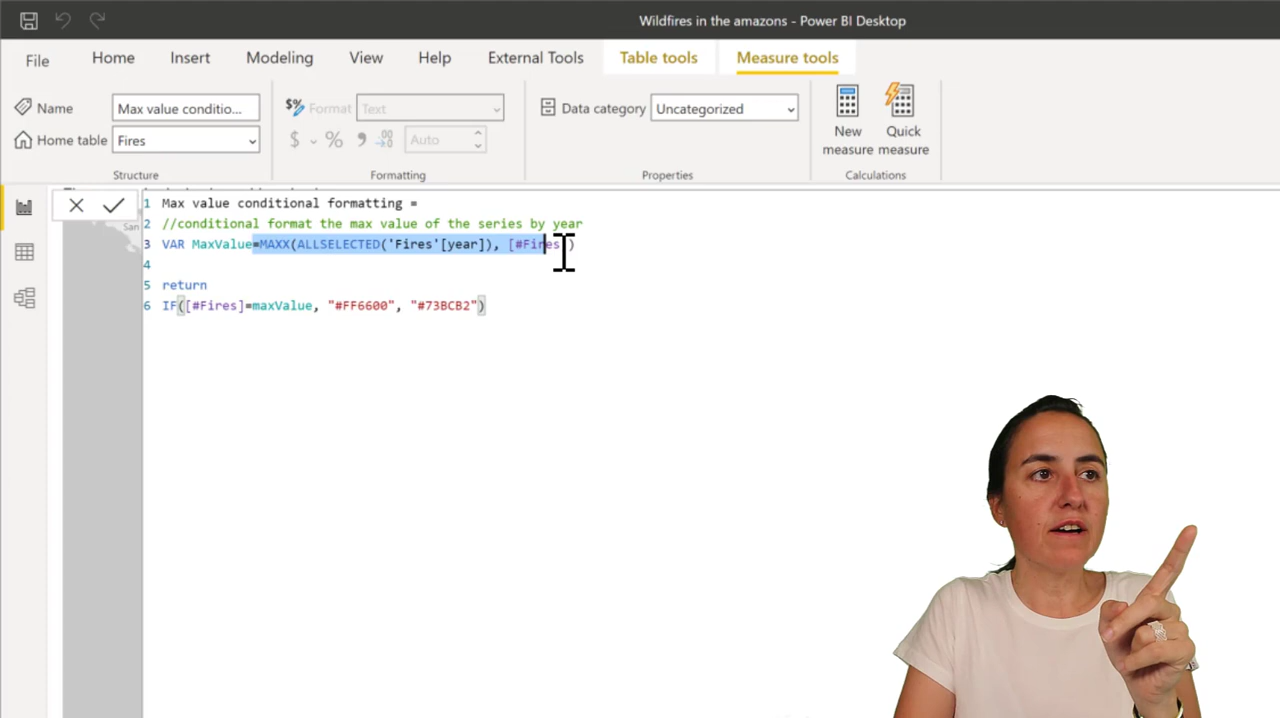 Wildfires in the amazons - Power BI Desktop
File Home Insert Modeling View Help External Tools Table tools Measure tools
Name Max value conditio... $% Format Text Data category Uncategorized
Home table Fires $ % Auto New measure Quick measure
Structure Formatting Properties Calculations
San
1 Max value conditional formatting =
2 //conditional format the max value of the series by year
3 VAR MaxValue=MAXX(ALLSELECTED('Fires'[year]), [#Fires])
4
5 return
6 IF([#Fires]=maxValue, "#FF6600", "#73BCB2")